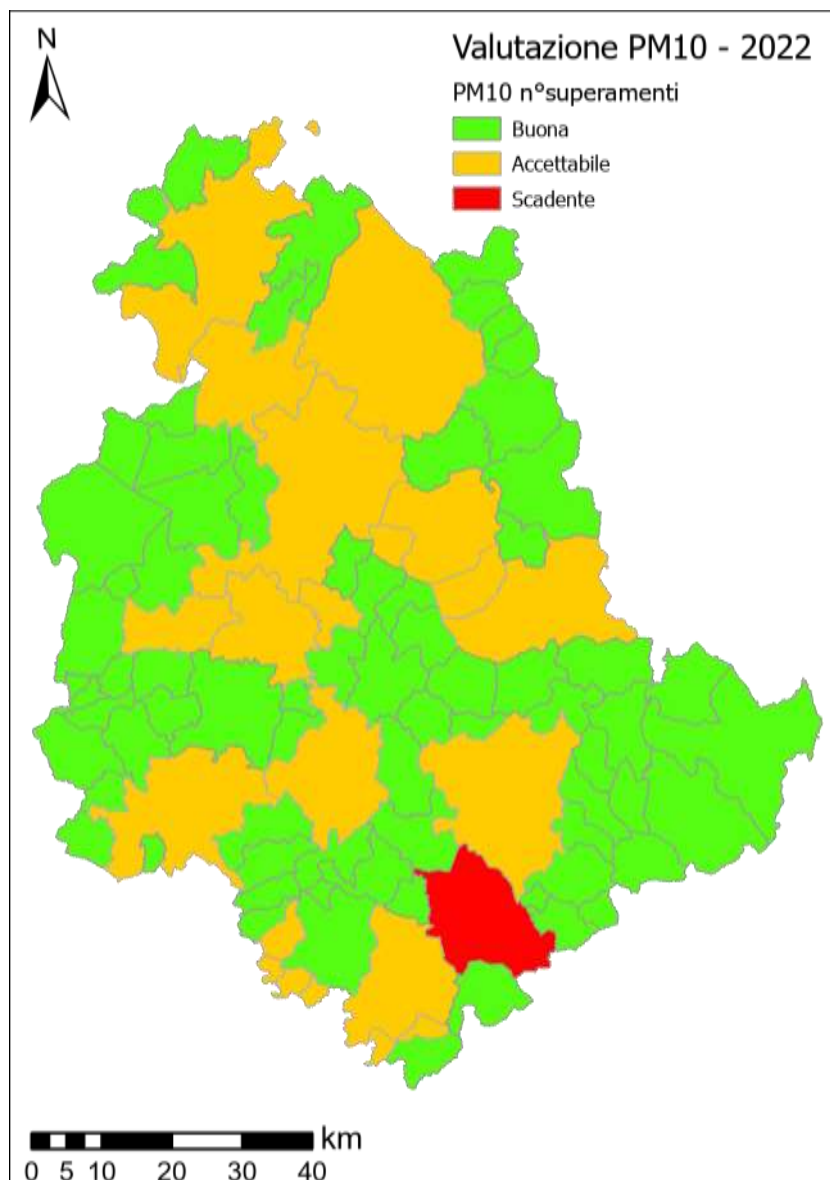 N
Valutazione PM10 - 2022
PM10 n°superamenti
Buona
Accettabile
Scadente
km
0 5 10 20 30 40